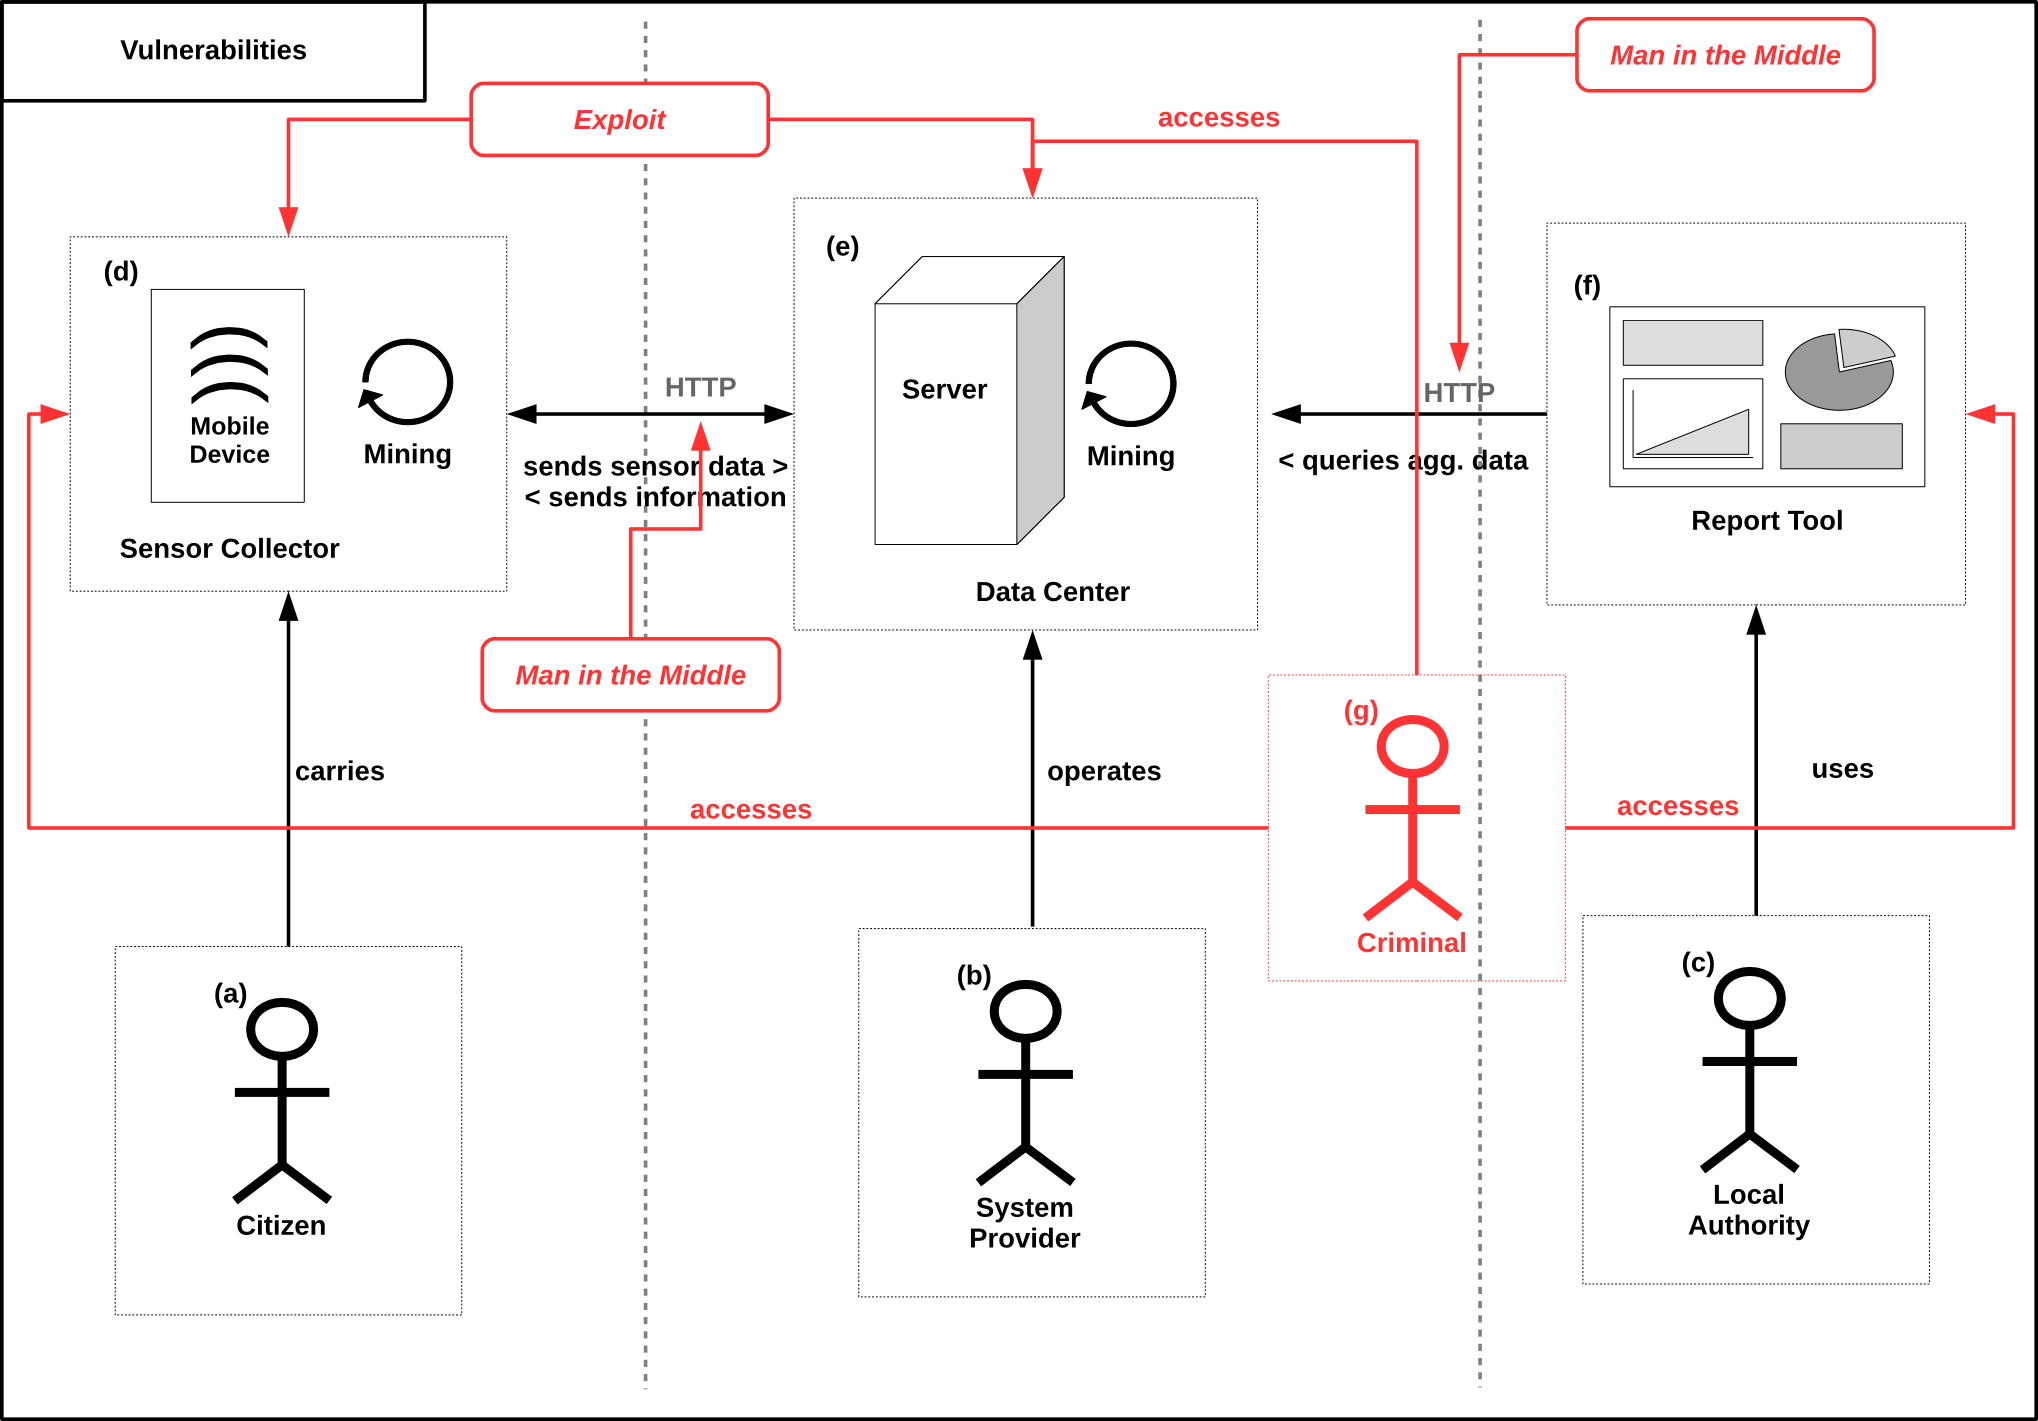 Vulnerabilities
Man in the Middle
Exploit
accesses
(d)
Mobile
Device
Mining
Sensor Collector
HTTP
sends sensor data >
< sends information
(e)
Server
Mining
Data Center
HTTP
< queries agg. data
(f)
Report Tool
Man in the Middle
carries
operates
uses
accesses
accesses
(g)
Criminal
(a)
Citizen
(b)
System
Provider
(c)
Local
Authority